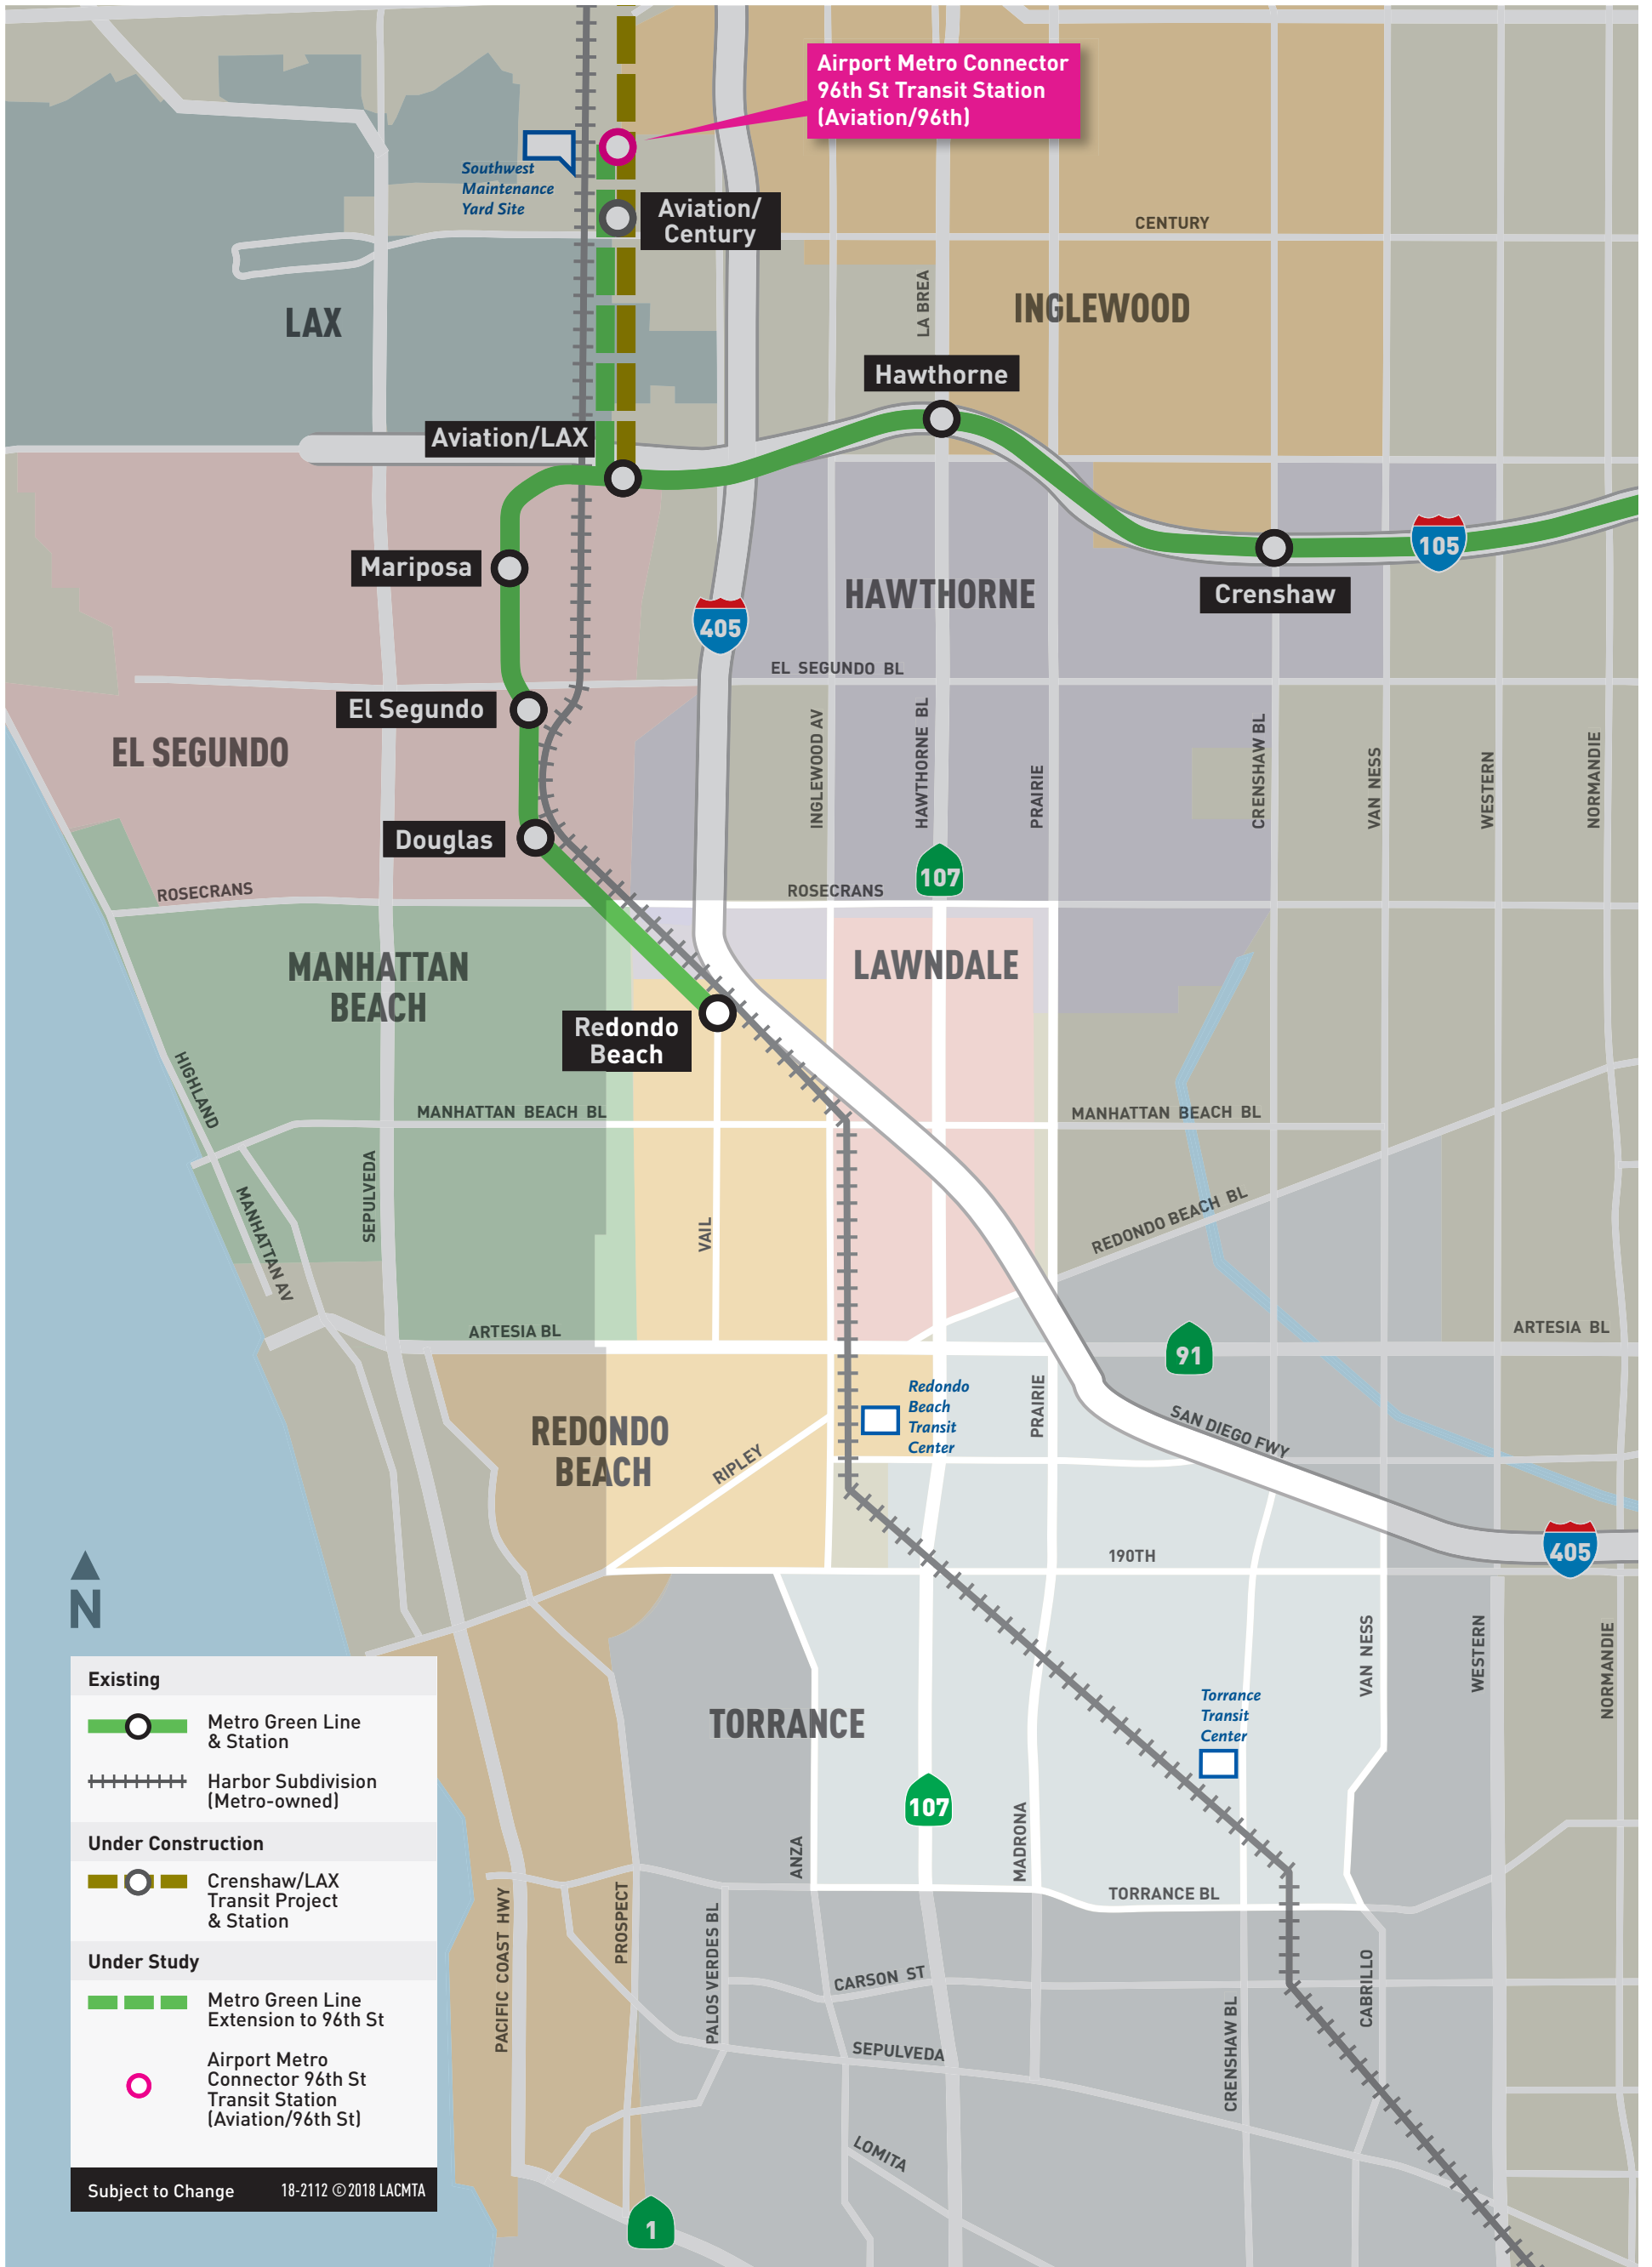 Airport Metro Connector
96th St Transit Station
(Aviation/96th)
Southwest
Maintenance
Yard Site
Aviation/
Century
CENTURY
LA BREA
LAX
INGLEWOOD
Hawthorne
Aviation/LAX
105
Mariposa
HAWTHORNE
Crenshaw
405
EL SEGUNDO BL
El Segundo
EL SEGUNDO
INGLEWOOD AV
HAWTHORNE BL
PRAIRIE
CRENSHAW BL
VAN NESS
WESTERN
NORMANDIE
Douglas
107
ROSECRANS
ROSECRANS
MANHATTAN
BEACH
LAWNDALE
Redondo
Beach
HIGHLAND
MANHATTAN BEACH BL
MANHATTAN BEACH BL
SEPULVEDA
MANHATTAN AV
VAIL
REDONDO BEACH BL
ARTESIA BL
ARTESIA BL
91
Redondo
Beach
Transit
Center
PRAIRIE
SAN DIEGO FWY
REDONDO
BEACH
RIPLEY
190TH
405
N
VAN NESS
WESTERN
NORMANDIE
Torrance
Transit
Center
TORRANCE
107
ANZA
MADRONA
TORRANCE BL
PACIFIC COAST HWY
PROSPECT
PALOS VERDES BL
CARSON ST
CABRILLO
SEPULVEDA
CRENSHAW BL
LOMITA
1
Existing
Metro Green Line
& Station
Harbor Subdivision
(Metro-owned)
Under Construction
Crenshaw/LAX
Transit Project
& Station
Under Study
Metro Green Line
Extension to 96th St
Airport Metro
Connector 96th St
Transit Station
(Aviation/96th St)
Subject to Change 18-2112 ©2018 LACMTA